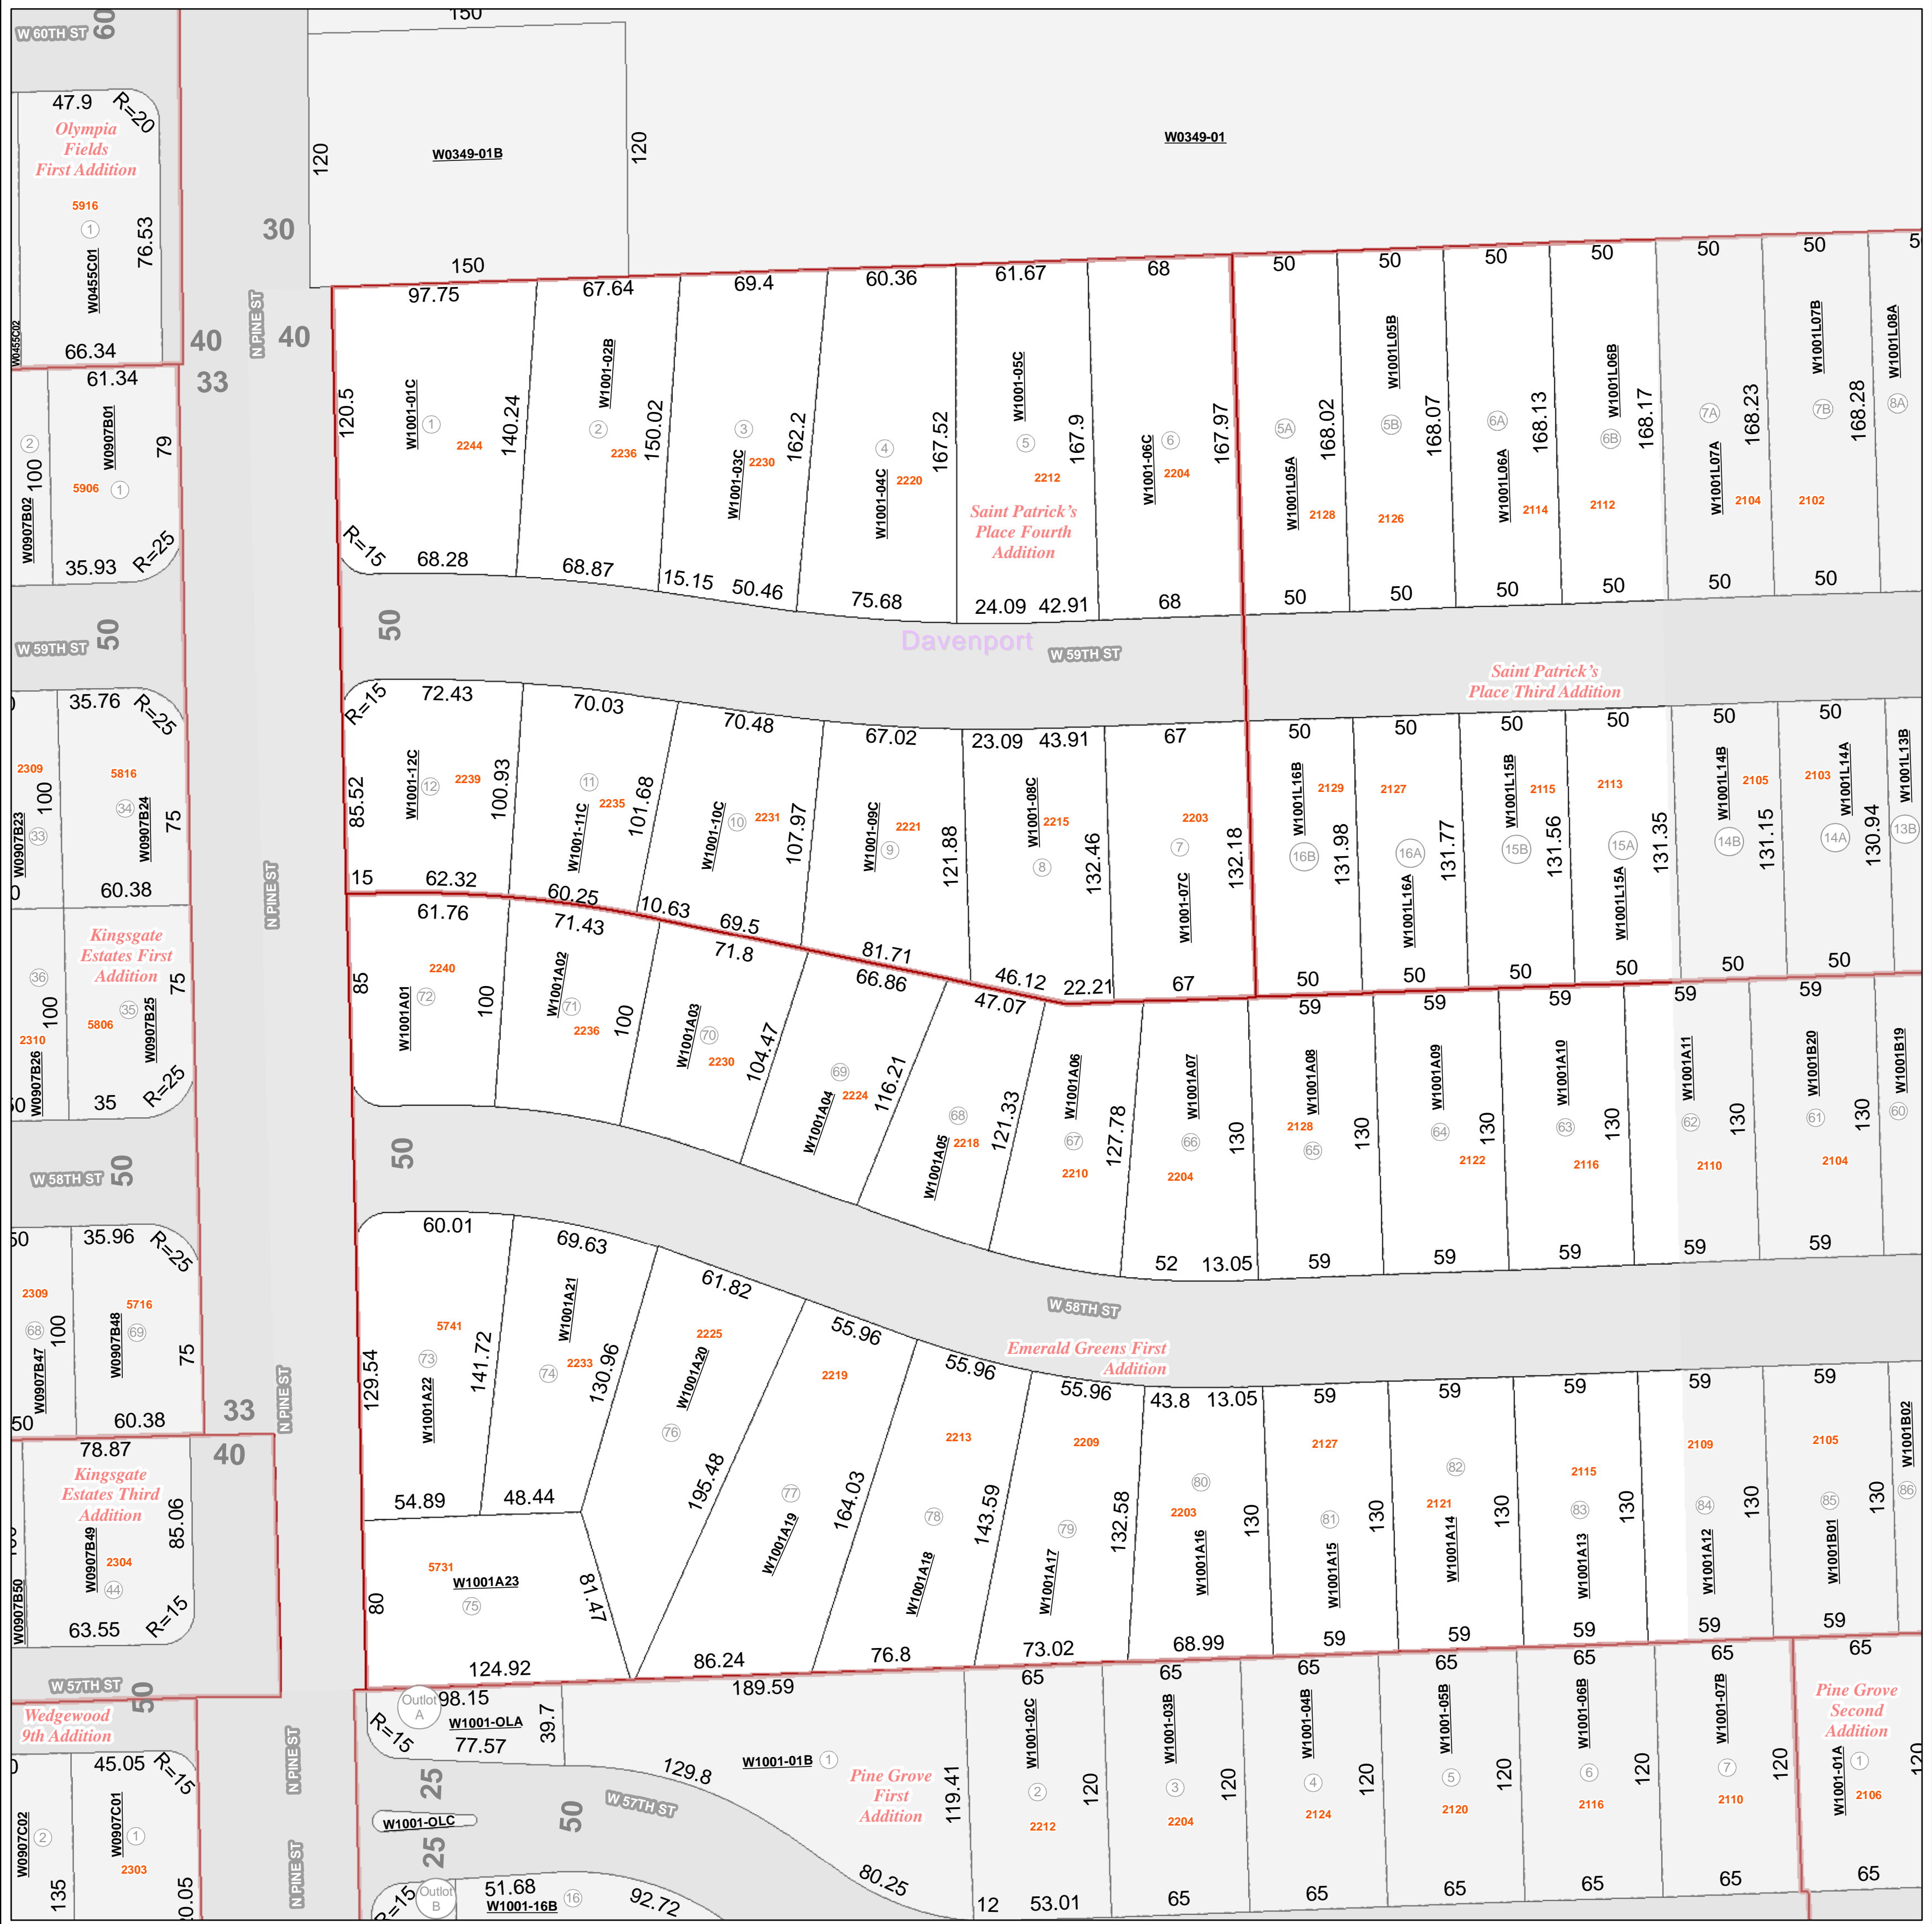 W 60TH ST
60
150
47.9
R=20
Olympia
Fields
First Addition
5916
1
W0455C01
76.53
66.34
W0455C02
120
W0349-01B
120
150
W0349-01
30
40
40
33
N PINE ST
61.34
W0907B01
79
2
100
W0907B02
5906
1
35.93
R=25
W 59TH ST
50
97.75
67.64
69.4
60.36
61.67
68
50
50
50
50
50
50
5
120.5
W1001-01C
1
2244
140.24
W1001-02B
2
2236
150.02
3
2230
W1001-03C
162.2
4
2220
W1001-04C
167.52
W1001-05C
5
2212
167.9
Saint Patrick's
Place Fourth
Addition
6
2204
W1001-06C
167.97
5A
W1001L05A
2128
168.02
W1001L05B
5B
2126
168.07
6A
W1001L06A
2114
168.13
W1001L06B
6B
2112
168.17
7A
W1001L07A
2104
168.23
W1001L07B
7B
2102
168.28
W1001L08A
8A
R=15
68.28
68.87
15.15
50.46
75.68
24.09
42.91
68
50
50
50
50
50
50
50
Davenport
W 59TH ST
Saint Patrick's
Place Third Addition
35.76
R=25
2309
100
33
W0907B23
5816
34
W0907B24
75
60.38
R=15
72.43
70.03
70.48
67.02
23.09
43.91
67
50
50
50
50
50
50
85.52
W1001-12C
12
2239
100.93
11
2235
W1001-11C
101.68
W1001-10C
10
2231
107.97
W1001-09C
2221
9
121.88
W1001-08C
2215
8
132.46
2203
7
W1001-07C
132.18
W1001L16B
2129
16B
131.98
2127
16A
W1001L16A
131.77
W1001L15B
2115
15B
131.56
2113
15A
W1001L15A
131.35
W1001L14B
2105
14B
131.15
2103
W1001L14A
14A
130.94
W1001L13B
13B
15
62.32
60.25
10.63
69.5
81.71
46.12
22.21
67
50
50
50
50
50
50
N PINE ST
Kingsgate
Estates First
Addition
36
100
2310
W0907B26
35
5806
W0907B25
75
35
R=25
50
W 58TH ST
50
61.76
71.43
71.8
66.86
47.07
59
59
59
59
59
85
2240
72
W1001A01
100
W1001A02
71
2236
100
W1001A03
70
2230
104.47
69
2224
W1001A04
116.21
68
2218
W1001A05
121.33
W1001A06
67
2210
127.78
W1001A07
66
2204
130
W1001A08
2128
65
130
W1001A09
64
2122
130
W1001A10
63
2116
130
W1001A11
62
2110
130
W1001B20
61
2104
130
W1001B19
60
50
52
13.05
59
59
59
59
59
W 58TH ST
Emerald Greens First
Addition
50
35.96
R=25
2309
68
100
W0907B47
5716
69
W0907B48
75
50
60.38
60.01
69.63
61.82
55.96
55.96
55.96
43.8
13.05
59
59
59
59
59
129.54
5741
73
W1001A22
141.72
W1001A21
74
2233
130.96
2225
W1001A20
76
195.48
2219
77
W1001A19
164.03
2213
78
W1001A18
143.59
2209
79
W1001A17
132.58
80
2203
W1001A16
130
2127
81
W1001A15
130
82
2121
W1001A14
130
2115
83
W1001A13
130
2109
84
W1001A12
130
2105
85
W1001B01
130
W1001B02
86
N PINE ST
33
40
54.89
48.44
5731
W1001A23
75
80
81.47
124.92
86.24
76.8
73.02
68.99
59
59
59
59
59
78.87
Kingsgate
Estates Third
Addition
W0907B49
2304
44
85.06
W0907B50
63.55
R=15
W 57TH ST
50
Wedgewood
9th Addition
45.05
R=15
W0907C02
2
135
W0907C01
1
2303
N PINE ST
N PINE ST
Outlot
A
98.15
W1001-OLA
39.7
R=15
77.57
189.59
129.8
W1001-01B
1
Pine Grove
First
Addition
119.41
25
W1001-OLC
25
50
W 57TH ST
80.25
R=15
Outlot
B
51.68
W1001-16B
16
92.72
65
65
65
65
65
65
65
W1001-02C
2
2212
120
W1001-03B
3
2204
120
W1001-04B
4
2124
120
W1001-05B
5
2120
120
W1001-06B
6
2116
120
W1001-07B
7
2110
120
Pine Grove
Second
Addition
W1001-01A
1
2106
120
12
53.01
65
65
65
65
65
65